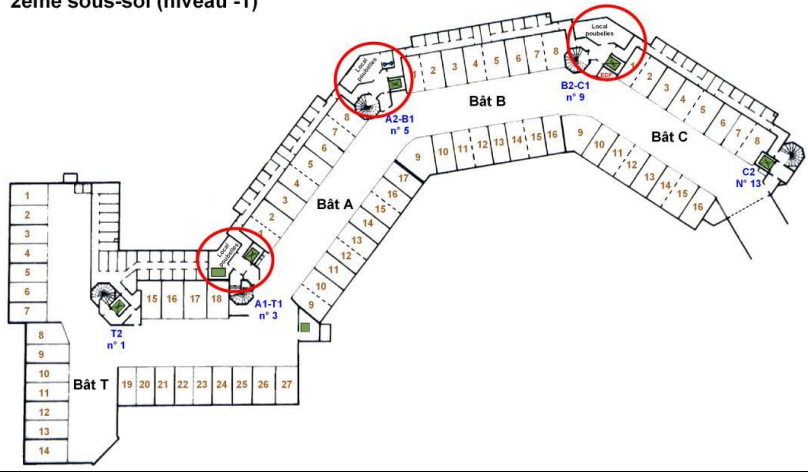 2ème sous-sol (niveau -1)
Local
poubelles
EDF
1 2 3 4 5 6 7 8
B2-C1
n° 9
Local
poubelles
A2-B1
n° 5
Bât B
1 2 3 4 5 6 7 8
Bât C
C2
N° 13
9 10 11 12 13 14 15 16
9 10 11 12 13 14 15 16
8
7
6
5
4
3
2
1
Bât A
17
16
15
14
13
12
11
10
9
Local
poubelles
A1-T1
n° 3
1
2
3
4
5
6
7
15 16 17 18
T2
n° 1
8
9
10
11
12
13
14
Bât T
19 20 21 22 23 24 25 26 27